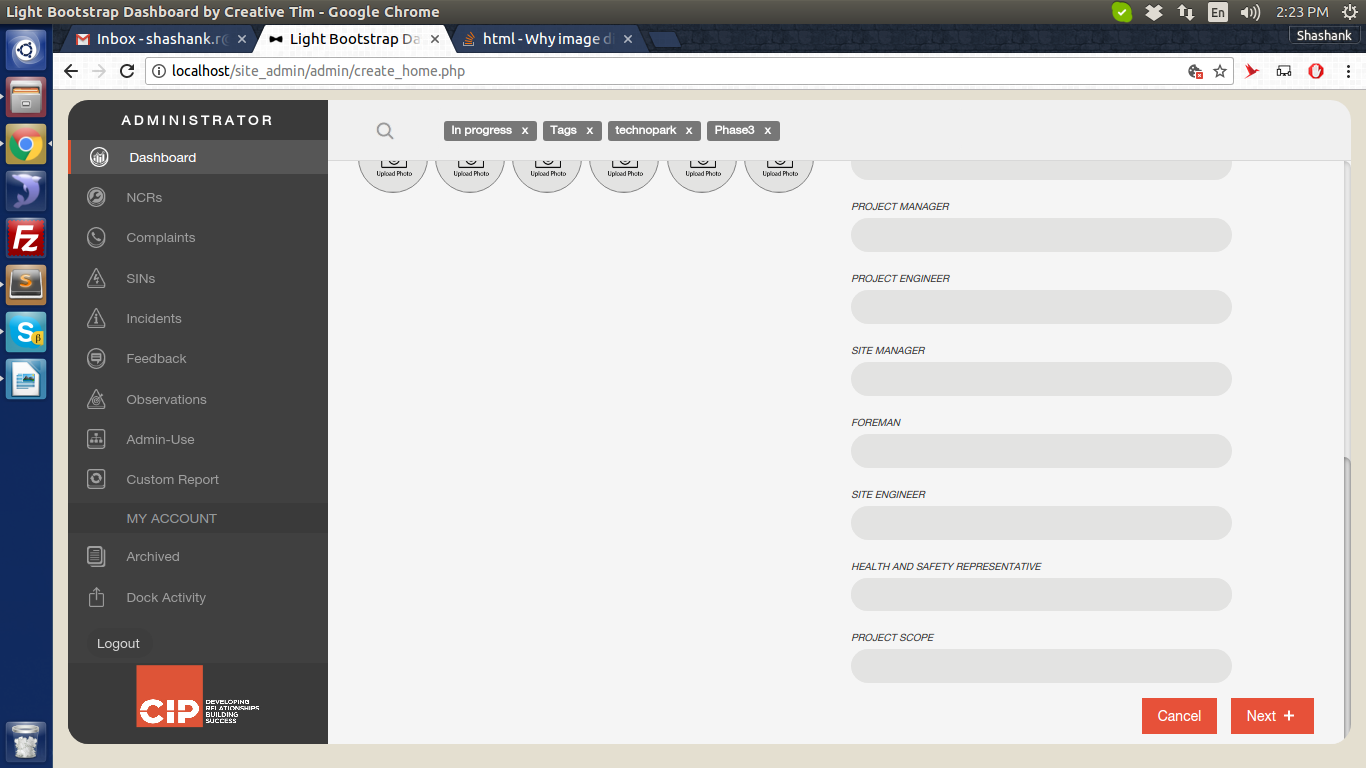 Light Bootstrap Dashboard by Creative Tim - Google Chrome
En
2:23 PM
Inbox - shashank.r@
Light Bootstrap Da
html - Why image d
Shashank
localhost/site_admin/admin/create_home.php
ADMINISTRATOR
Dashboard
NCRs
Complaints
SINs
Incidents
Feedback
Observations
Admin-Use
Custom Report
MY ACCOUNT
Archived
Dock Activity
Logout
CIP
DEVELOPING
RELATIONSHIPS
BUILDING
SUCCESS
In progress x
Tags x
technopark x
Phase3 x
Upload Photo
Upload Photo
Upload Photo
Upload Photo
Upload Photo
Upload Photo
PROJECT MANAGER
PROJECT ENGINEER
SITE MANAGER
FOREMAN
SITE ENGINEER
HEALTH AND SAFETY REPRESENTATIVE
PROJECT SCOPE
Cancel
Next +